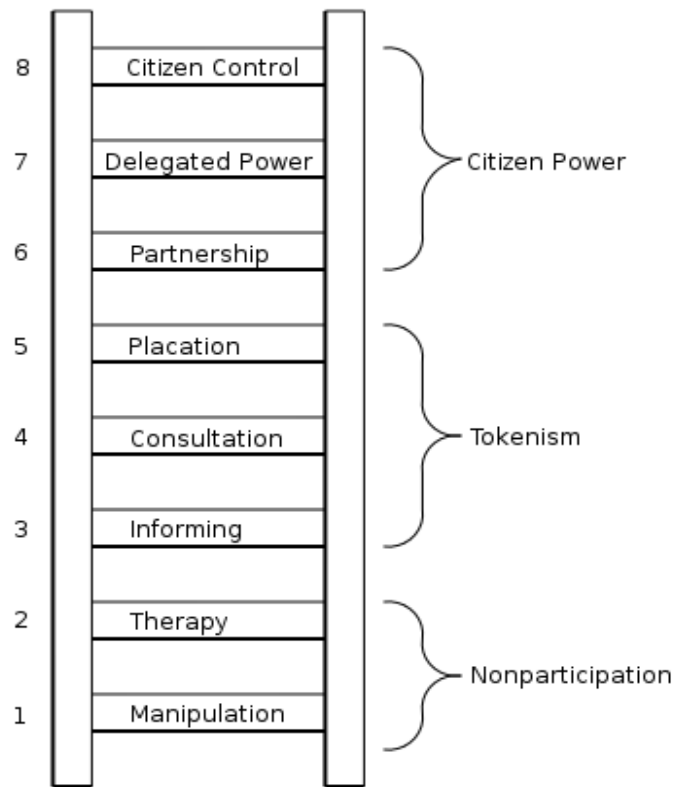 8 Citizen Control
7 Delegated Power Citizen Power
6 Partnership
5 Placation
4 Consultation Tokenism
3 Informing
2 Therapy
Nonparticipation
1 Manipulation